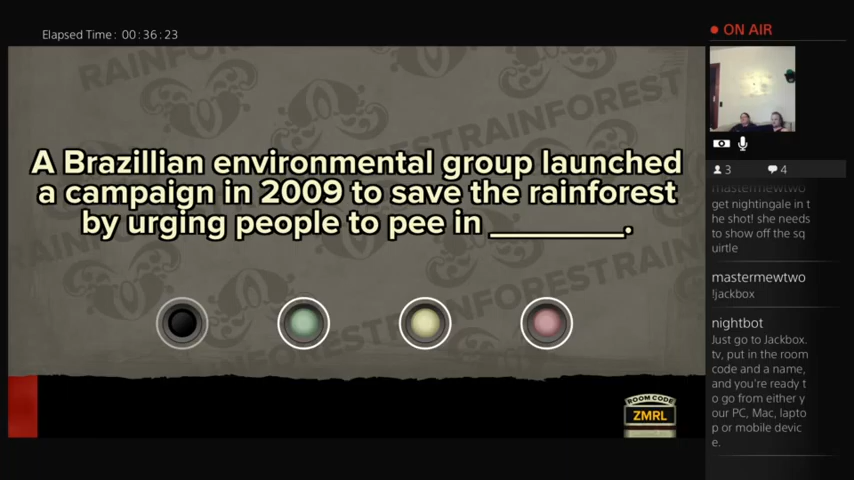 Elapsed Time: 00:36:23
ON AIR
RAINFOREST
RAINFORESTRAINFOREST
A Brazillian environmental group launched
a campaign in 2009 to save the rainforest
by urging people to pee in ________.
ROOM CODE
ZMRL
3
4
mastermewtwo
get nightingale in t
he shot! she needs
to show off the sq
uirtle
mastermewtwo
!jackbox
nightbot
Just go to Jackbox.
tv, put in the room
code and a name,
and you're ready t
o go from either y
our PC, Mac, lapto
p or mobile devic
e.